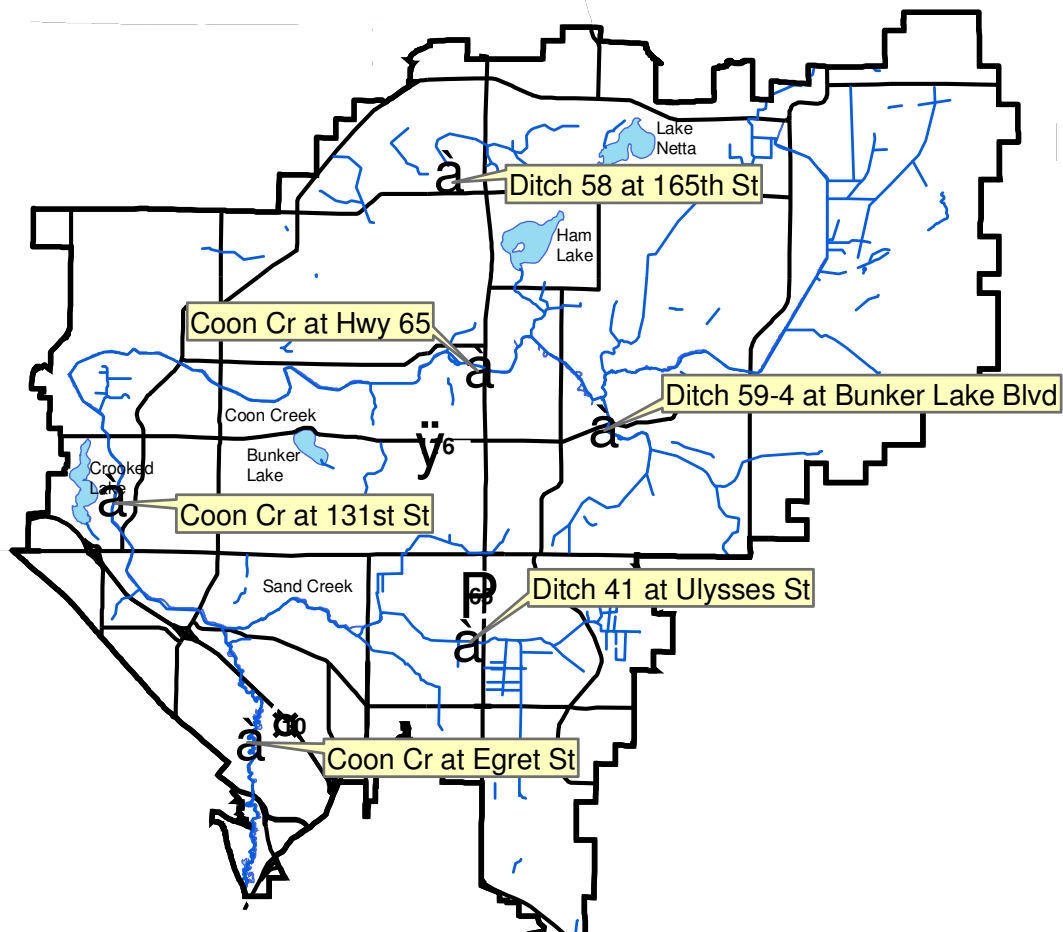 Lake
Netta
à
Ditch 58 at 165th St
Ham
Lake
Coon Cr at Hwy 65
à
Ditch 59-4 at Bunker Lake Blvd
à
Coon Creek
ÿ
Bunker
Lake
Crooked
Lake
à
Coon Cr at 131st St
Sand Creek
P
Ditch 41 at Ulysses St
à
à
Coon Cr at Egret St